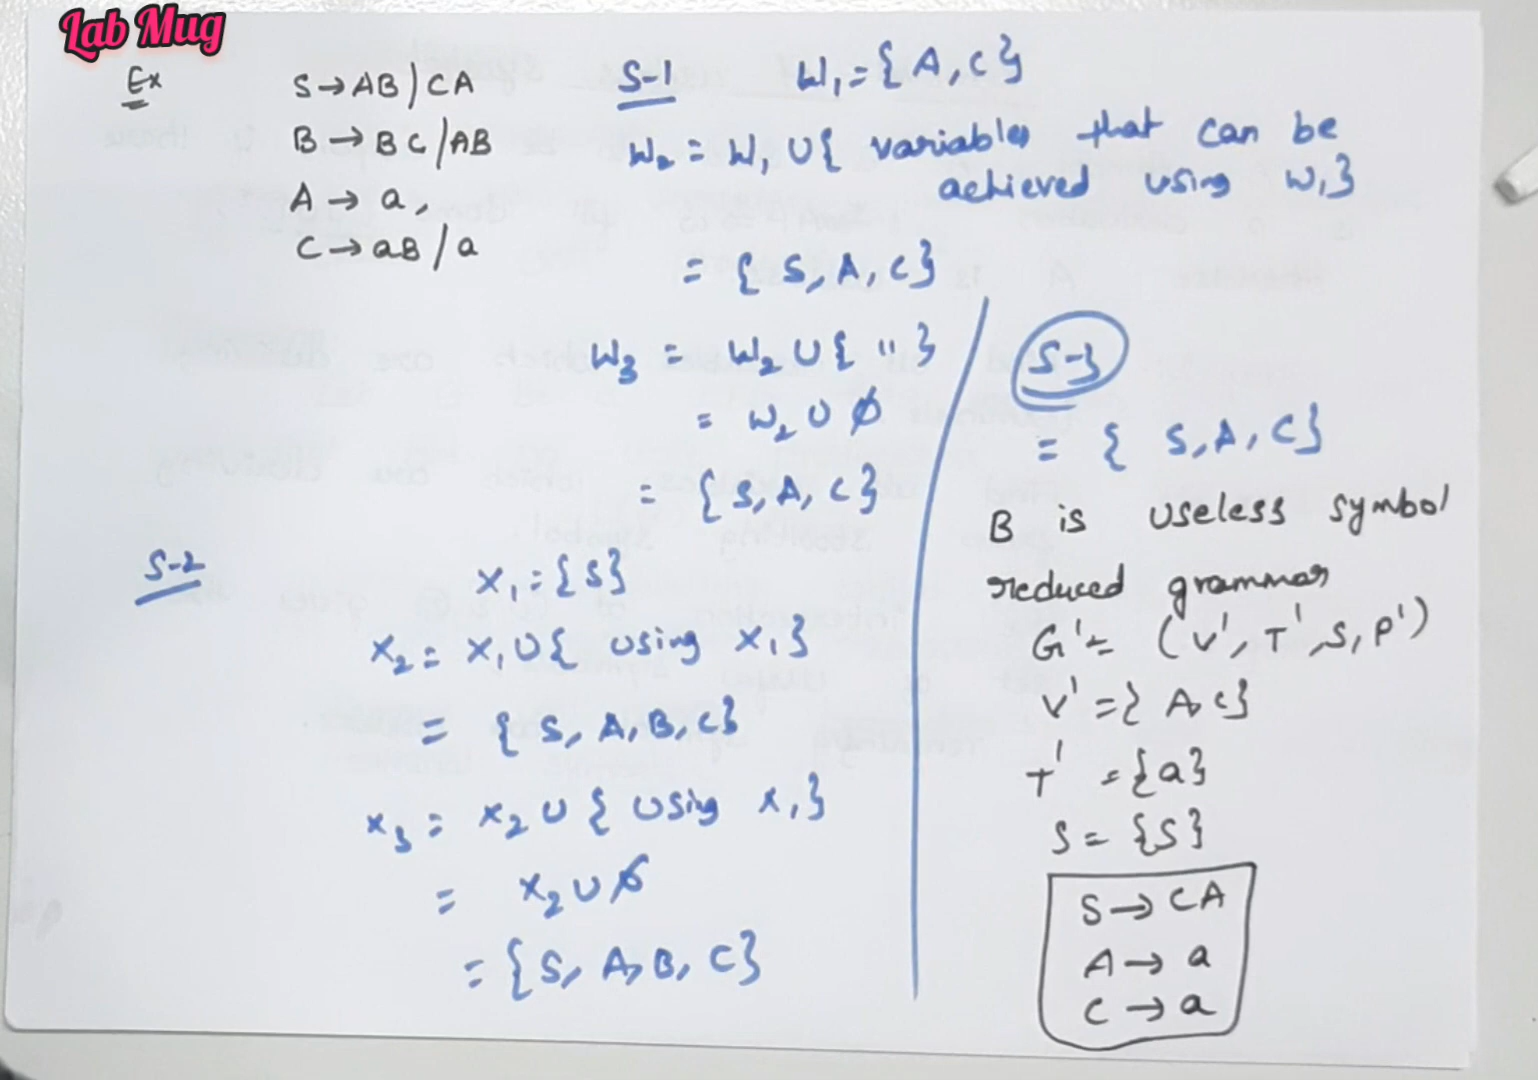 Lab Mug
Ex
S → AB / CA
B → BC / AB
A → a,
C → aB / a
S-1
W₁ = { A, C }
W₂ = W₁ U { variables that can be
achieved using W₁ }
= { S, A, C }
W₃ = W₂ U { " }
= W₂ U ϕ
= { S, A, C }
S-2
X₁ = { S }
X₂ = X₁ U { using X₁ }
= { S, A, B, C }
X₃ = X₂ U { using X₁ }
= X₂ U ϕ
= { S, A, B, C }
S-3
= { S, A, C }
B is useless symbol
reduced grammar
G' = (V', T', S, P')
V' = { A, C }
T' = {a}
S = {S}
S → CA
A → a
C → a